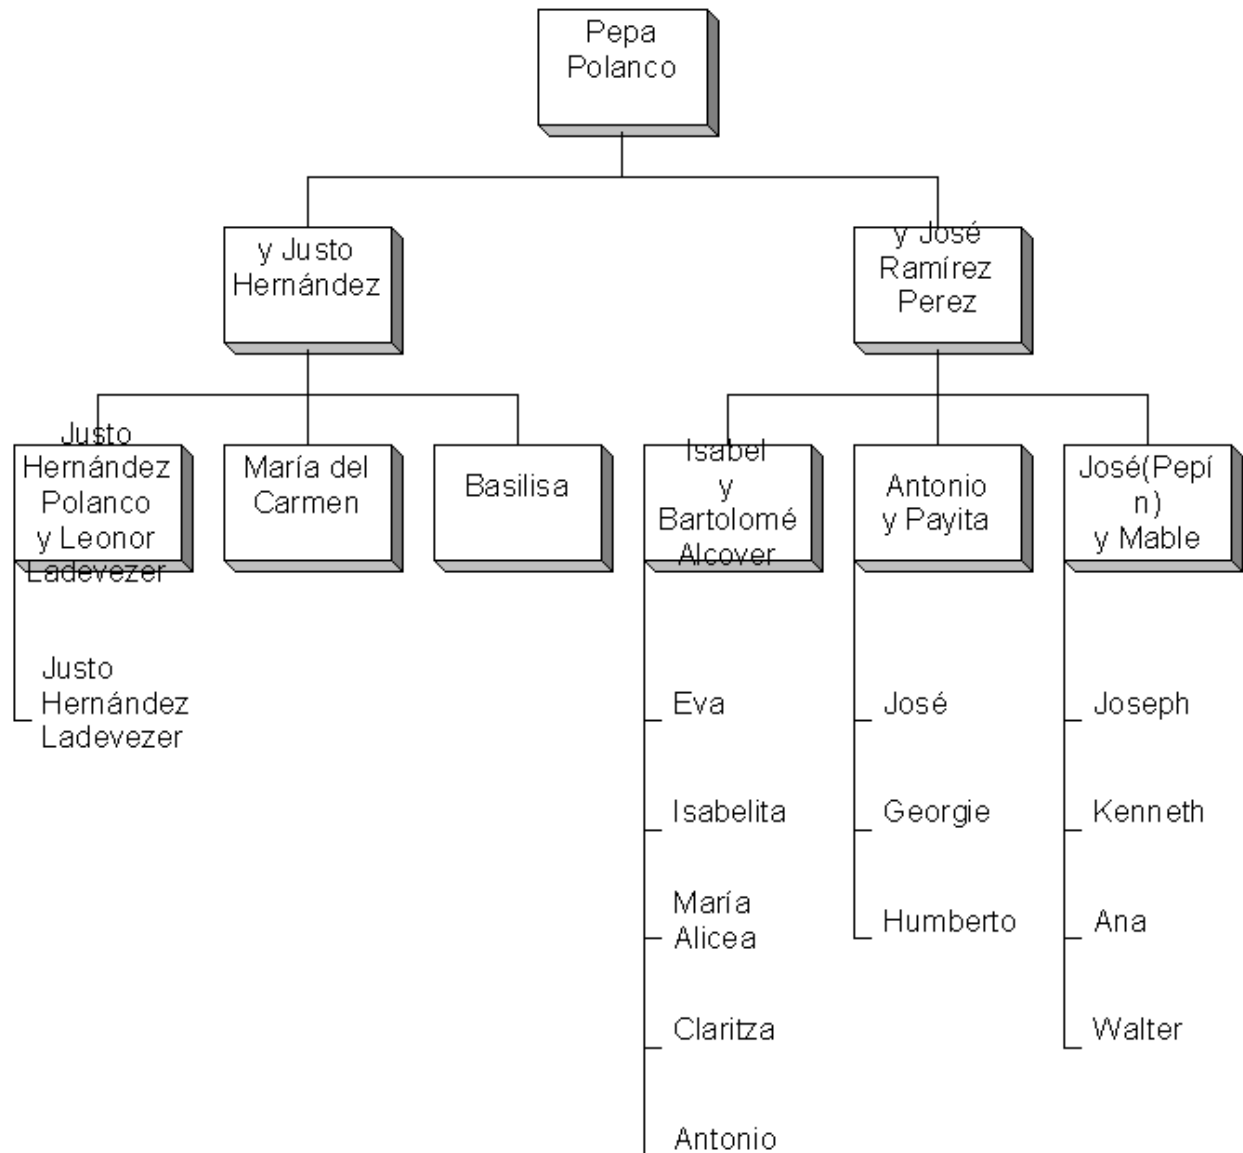 Pepa
Polanco
y Justo
Hernández
y José
Ramírez
Perez
Justo
Hernández
Polanco
y Leonor
Ladevezer
María del
Carmen
Basilisa
Isabel
y
Bartolomé
Alcover
Antonio
y Payita
José(Pepí
n)
y Mable
Justo
Hernández
Ladevezer
Eva
Isabelita
María
Alicea
Claritza
Antonio
José
Georgie
Humberto
Joseph
Kenneth
Ana
Walter